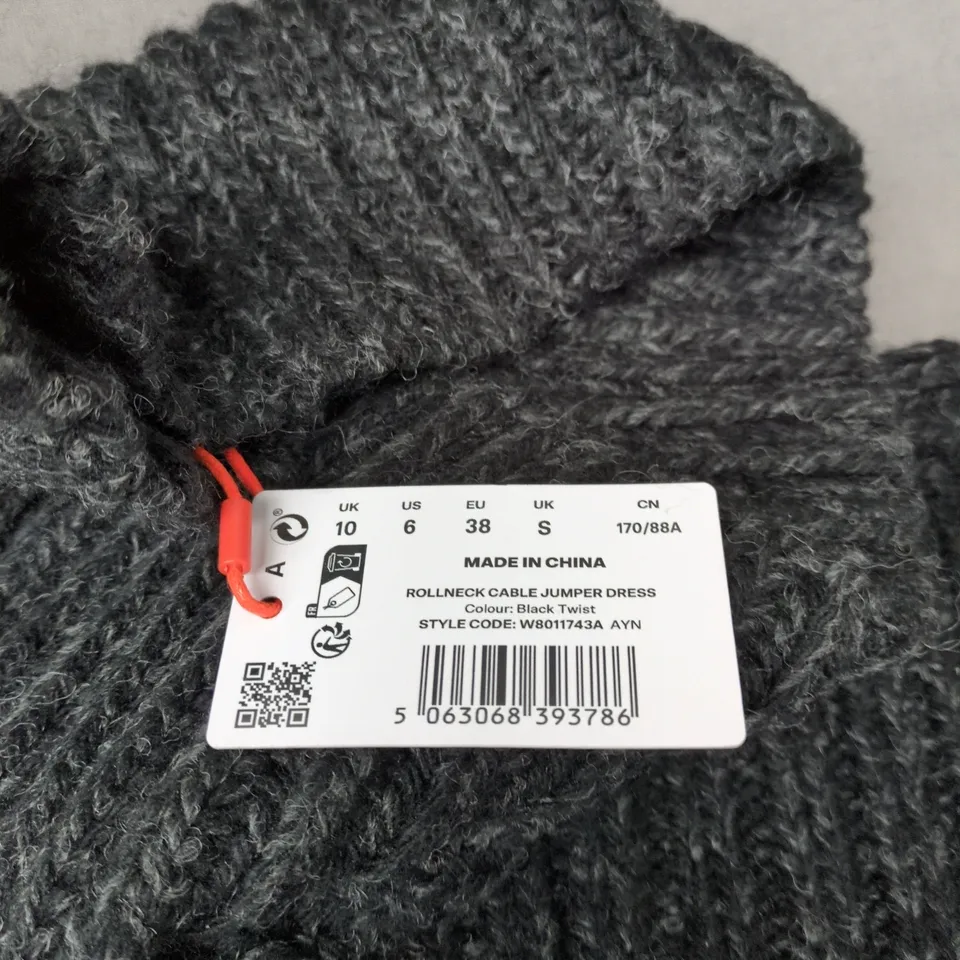 UK US EU UK CN
10 6 38 S 170/88A
MADE IN CHINA
ROLLNECK CABLE JUMPER DRESS
Colour: Black Twist
STYLE CODE: W8011743A AYN
5 063068 393786
®
A
FR